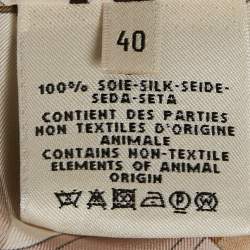 40
100% SOIE-SILK-SEIDE-
SEDA-SETA
CONTIENT DES PARTIES
NON TEXTILES D'ORIGINE
ANIMALE
CONTAINS NON-TEXTILE
ELEMENTS OF ANIMAL
ORIGIN